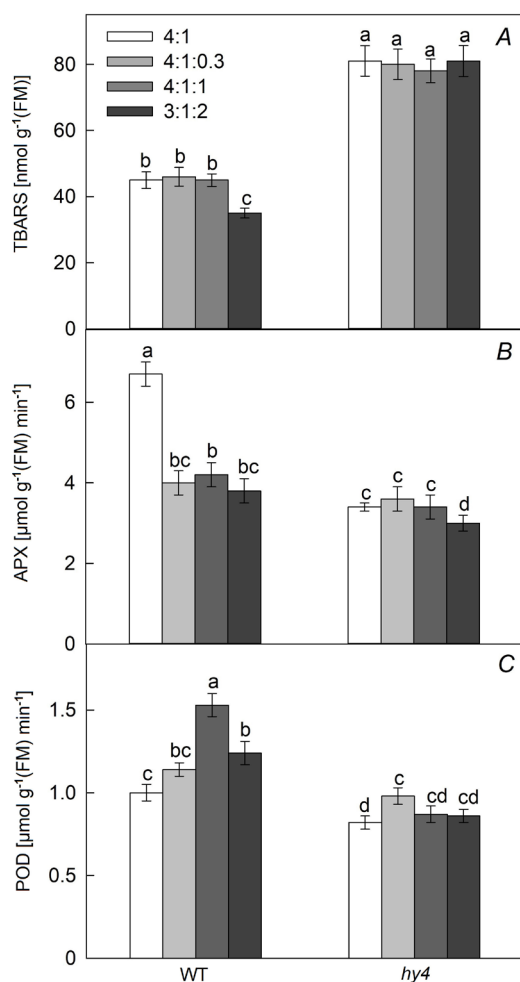 4:1
4:1:0.3
4:1:1
3:1:2
A
TBARS [nmol g⁻¹(FM)]
80
60
40
20
0
b b b c
a a a a
B
APX [µmol g⁻¹(FM) min⁻¹]
6
4
2
0
a bc b bc
c c c d
C
POD [µmol g⁻¹(FM) min⁻¹]
1.5
1.0
0.5
0
c bc a b
d c cd cd
WT hy4